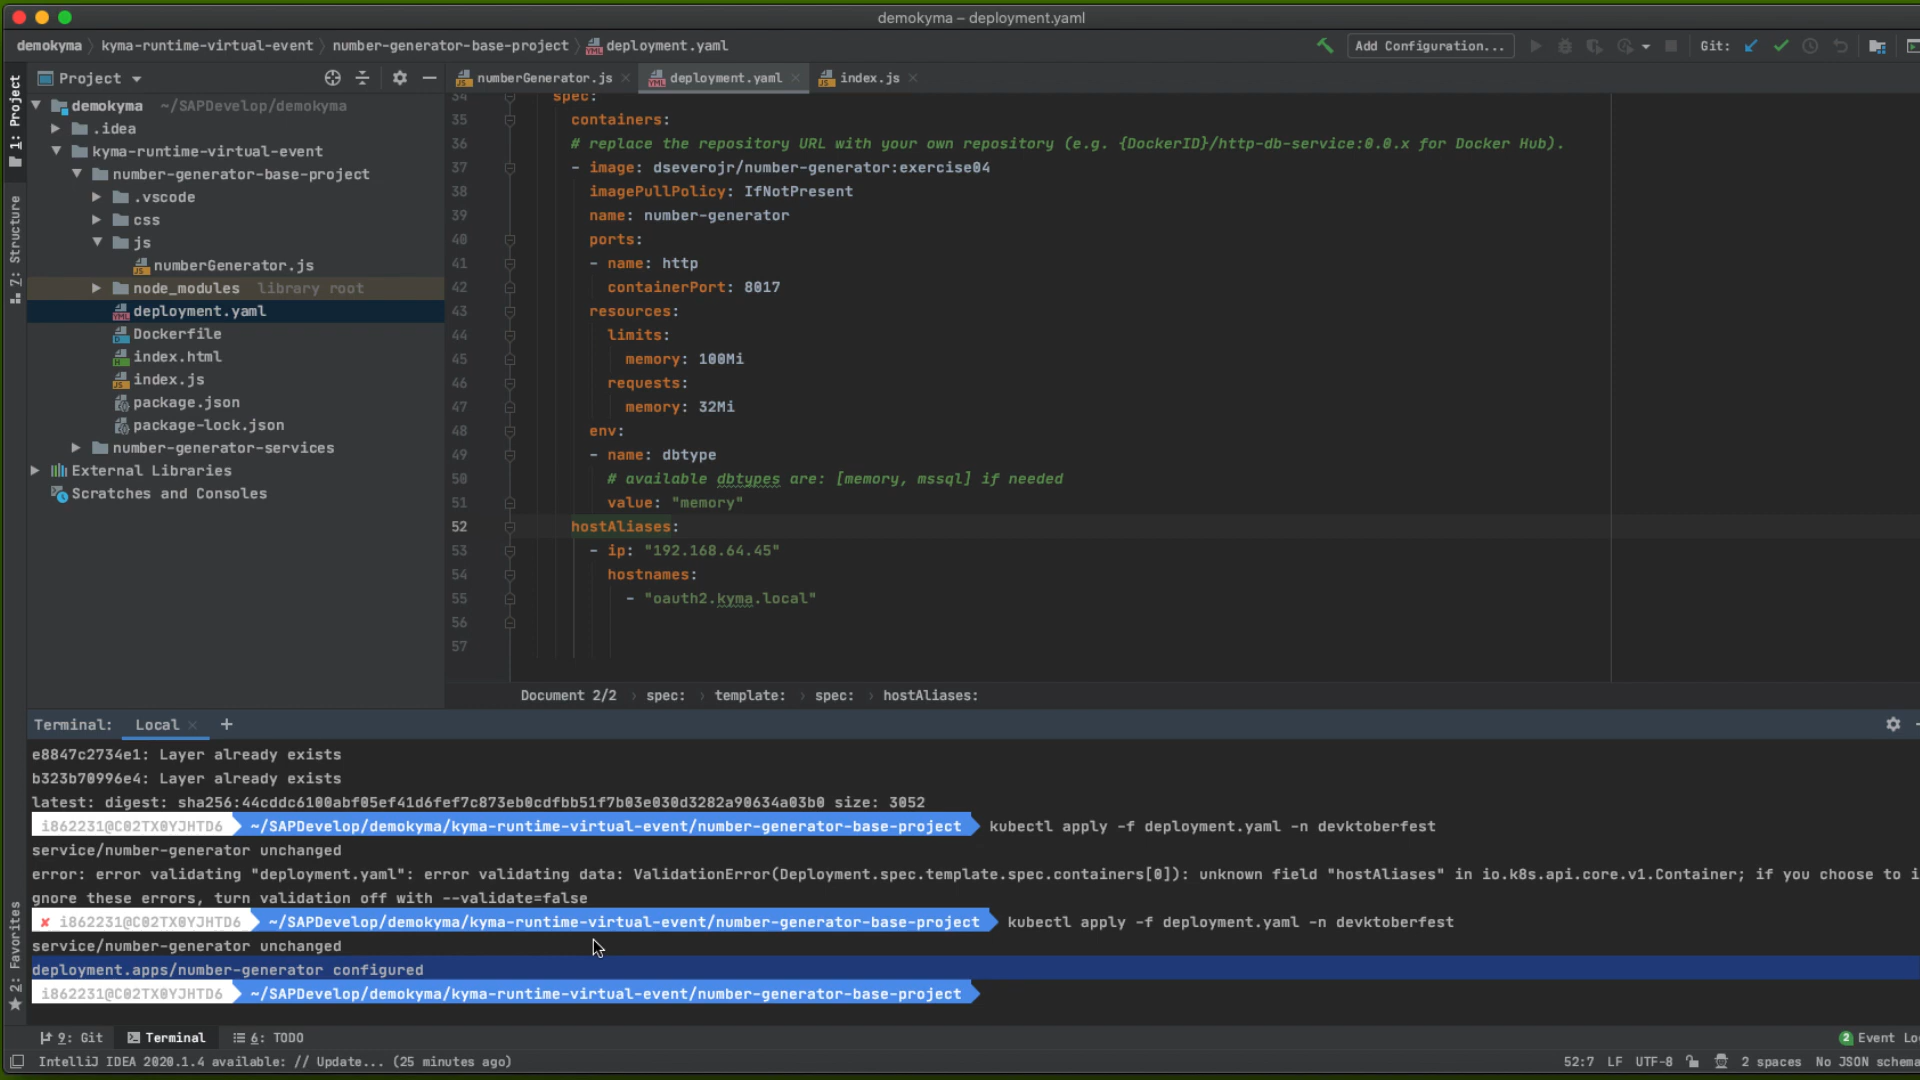 demokyma – deployment.yaml
demokyma 〉 kyma-runtime-virtual-event 〉 number-generator-base-project 〉 deployment.yaml
Add Configuration...
Git:
Project
numberGenerator.js
deployment.yaml
index.js
1: Project
7: Structure
2: Favorites
demokyma ~/SAPDevelop/demokyma
.idea
kyma-runtime-virtual-event
number-generator-base-project
.vscode
css
js
numberGenerator.js
node_modules library root
deployment.yaml
Dockerfile
index.html
index.js
package.json
package-lock.json
number-generator-services
External Libraries
Scratches and Consoles
34 spec:
35 containers:
36 # replace the repository URL with your own repository (e.g. {DockerID}/http-db-service:0.0.x for Docker Hub).
37 - image: dseverojr/number-generator:exercise04
38 imagePullPolicy: IfNotPresent
39 name: number-generator
40 ports:
41 - name: http
42 containerPort: 8017
43 resources:
44 limits:
45 memory: 100Mi
46 requests:
47 memory: 32Mi
48 env:
49 - name: dbtype
50 # available dbtypes are: [memory, mssql] if needed
51 value: "memory"
52 hostAliases:
53 - ip: "192.168.64.45"
54 hostnames:
55 - "oauth2.kyma.local"
56
57
Document 2/2 〉 spec: 〉 template: 〉 spec: 〉 hostAliases:
Terminal: Local +
e8847c2734e1: Layer already exists
b323b70996e4: Layer already exists
latest: digest: sha256:44cddc6100abf05ef41d6fef7c873eb0cdfbb51f7b03e030d3282a90634a03b0 size: 3052
i862231@C02TX0YJHTD6 ~/SAPDevelop/demokyma/kyma-runtime-virtual-event/number-generator-base-project kubectl apply -f deployment.yaml -n devktoberfest
service/number-generator unchanged
error: error validating "deployment.yaml": error validating data: ValidationError(Deployment.spec.template.spec.containers[0]): unknown field "hostAliases" in io.k8s.api.core.v1.Container; if you choose to i
gnore these errors, turn validation off with --validate=false
✘ i862231@C02TX0YJHTD6 ~/SAPDevelop/demokyma/kyma-runtime-virtual-event/number-generator-base-project kubectl apply -f deployment.yaml -n devktoberfest
service/number-generator unchanged
deployment.apps/number-generator configured
i862231@C02TX0YJHTD6 ~/SAPDevelop/demokyma/kyma-runtime-virtual-event/number-generator-base-project
9: Git Terminal 6: TODO
2 Event Lo
IntelliJ IDEA 2020.1.4 available: // Update... (25 minutes ago)
52:7 LF UTF-8 2 spaces No JSON schema